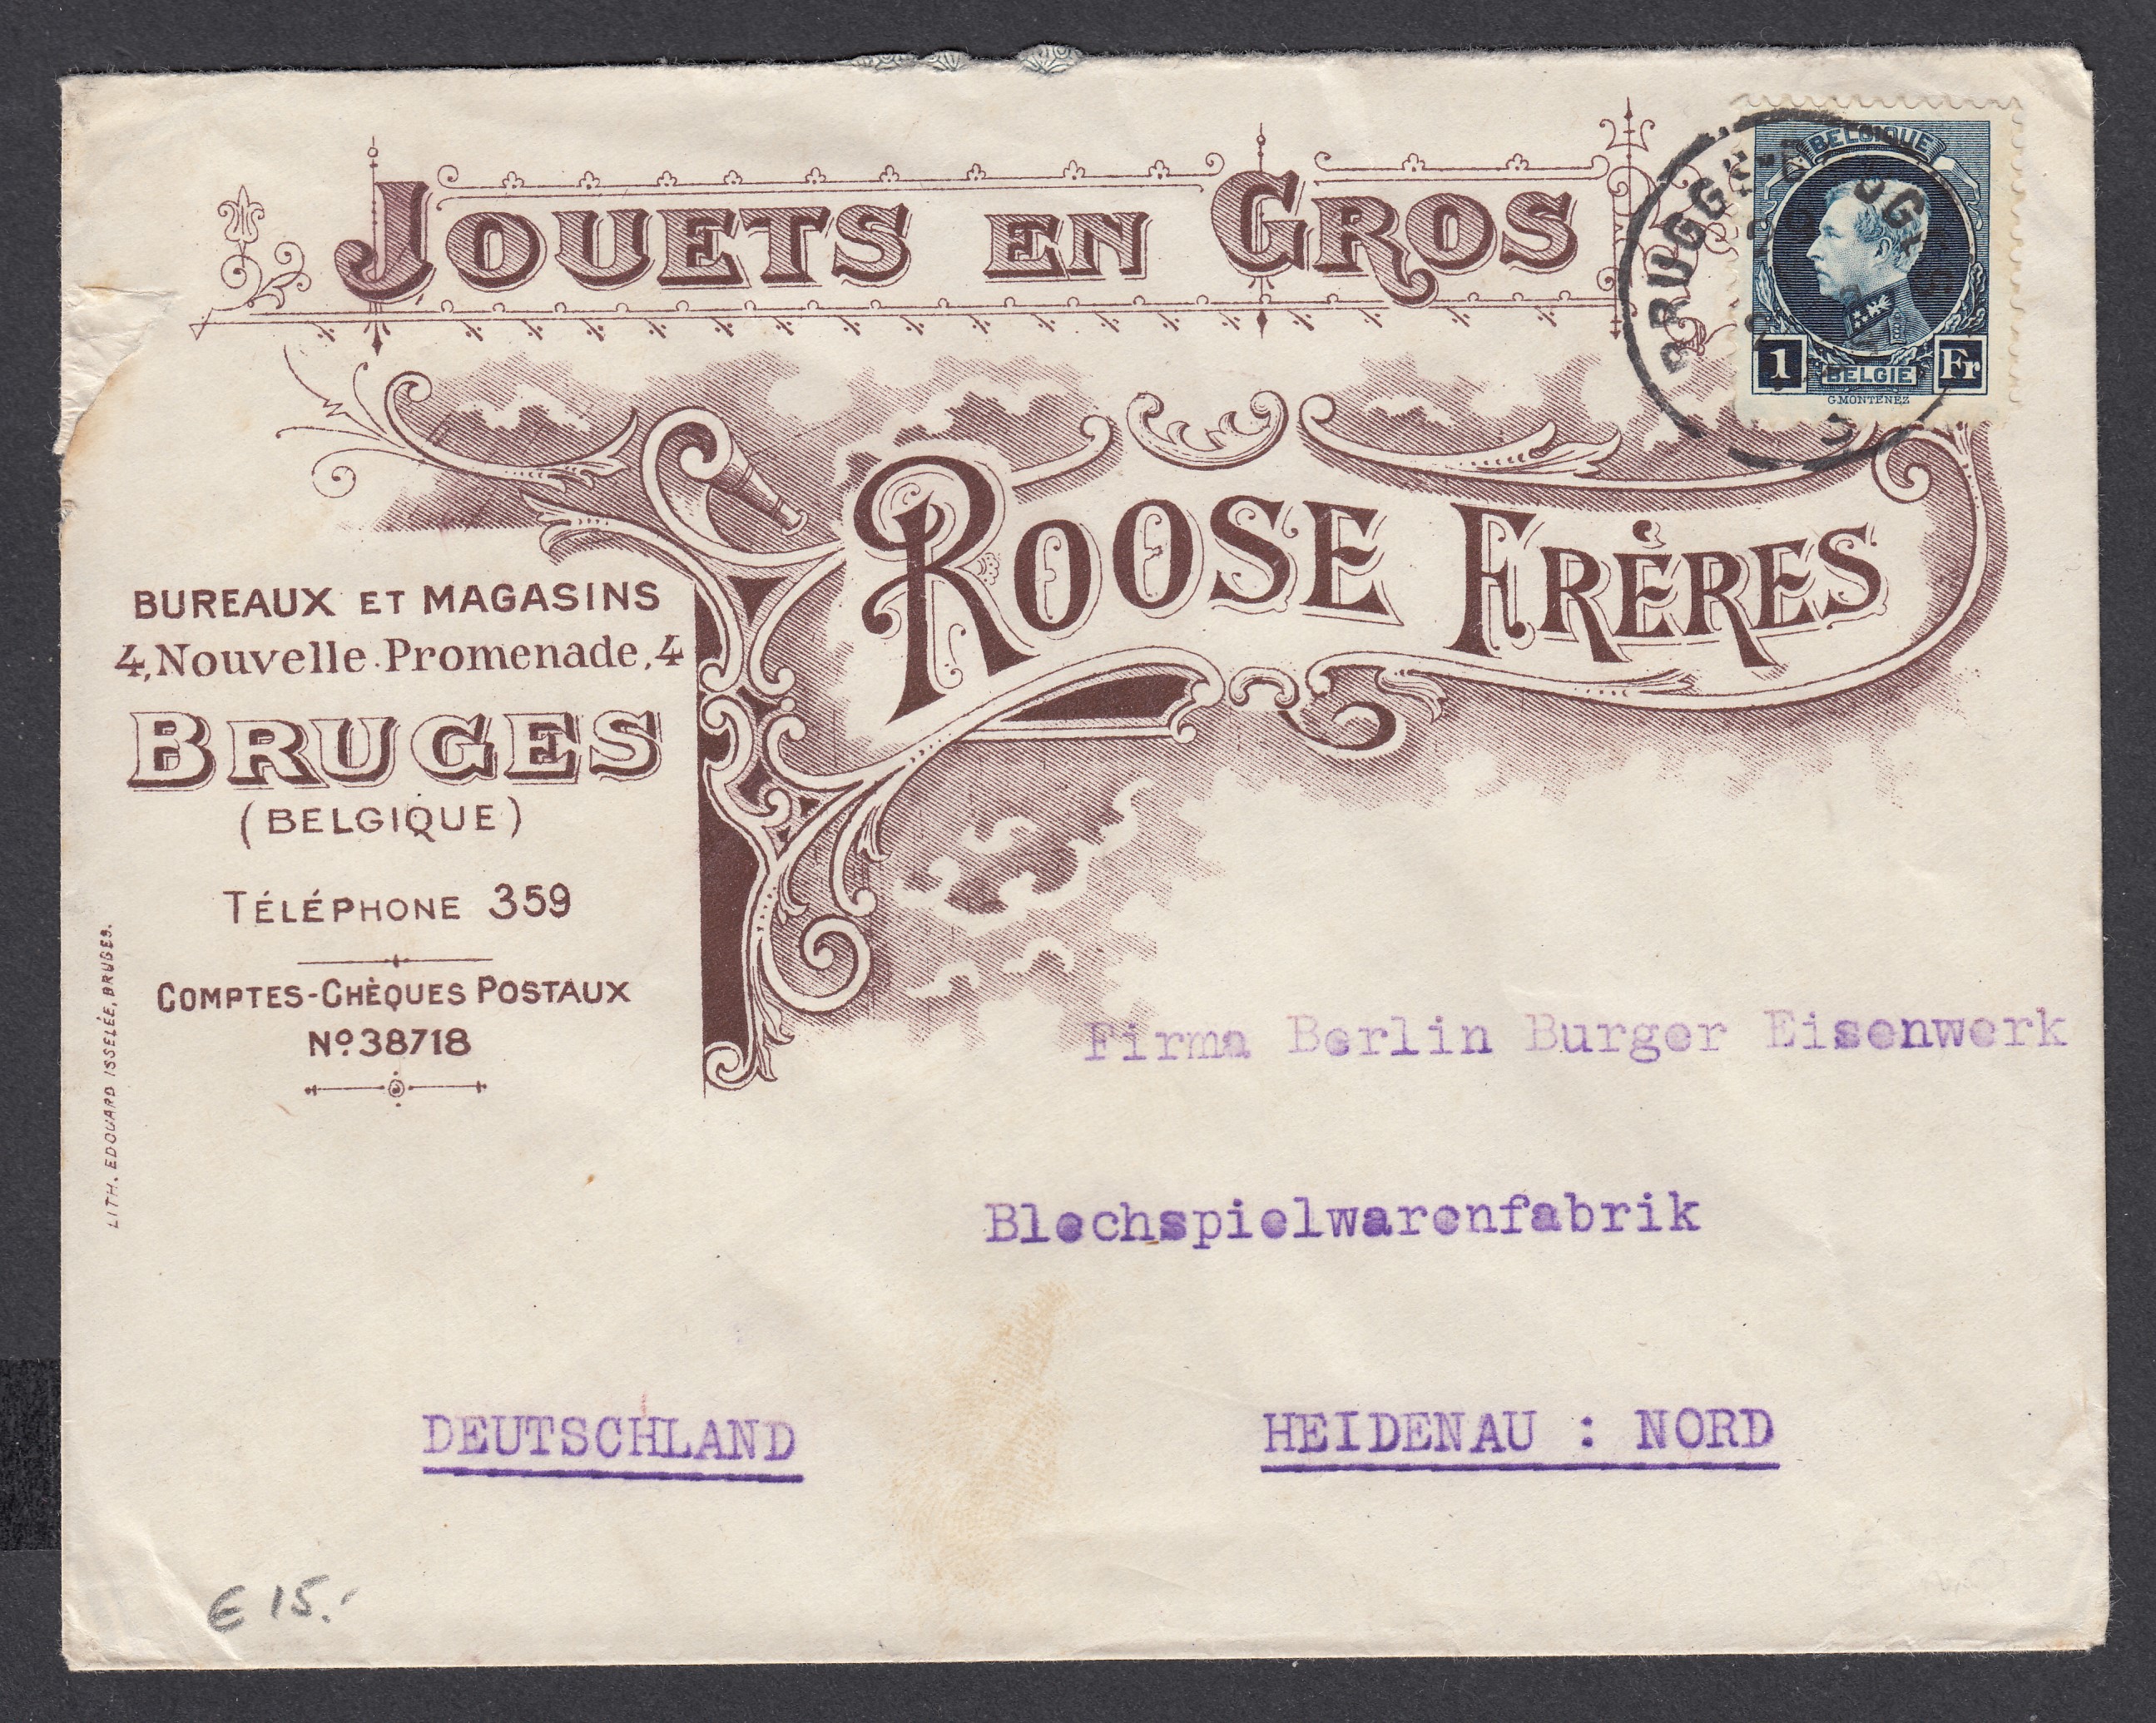 JOUETS EN GROS
BELGIQUE
1 Fr
BELGIE
G.MONTENEZ
BRUGGE
ROOSE FRÈRES
BUREAUX ET MAGASINS
4, Nouvelle Promenade, 4
BRUGES
(BELGIQUE)
TÉLÉPHONE 359
COMPTES-CHÈQUES POSTAUX
Nº 38718
LITH. EDOUARD ISSELÉE, BRUGES.
Firma Berlin Burger Eisenwerk
Blechspielwarenfabrik
DEUTSCHLAND
HEIDENAU : NORD
€ 15.-